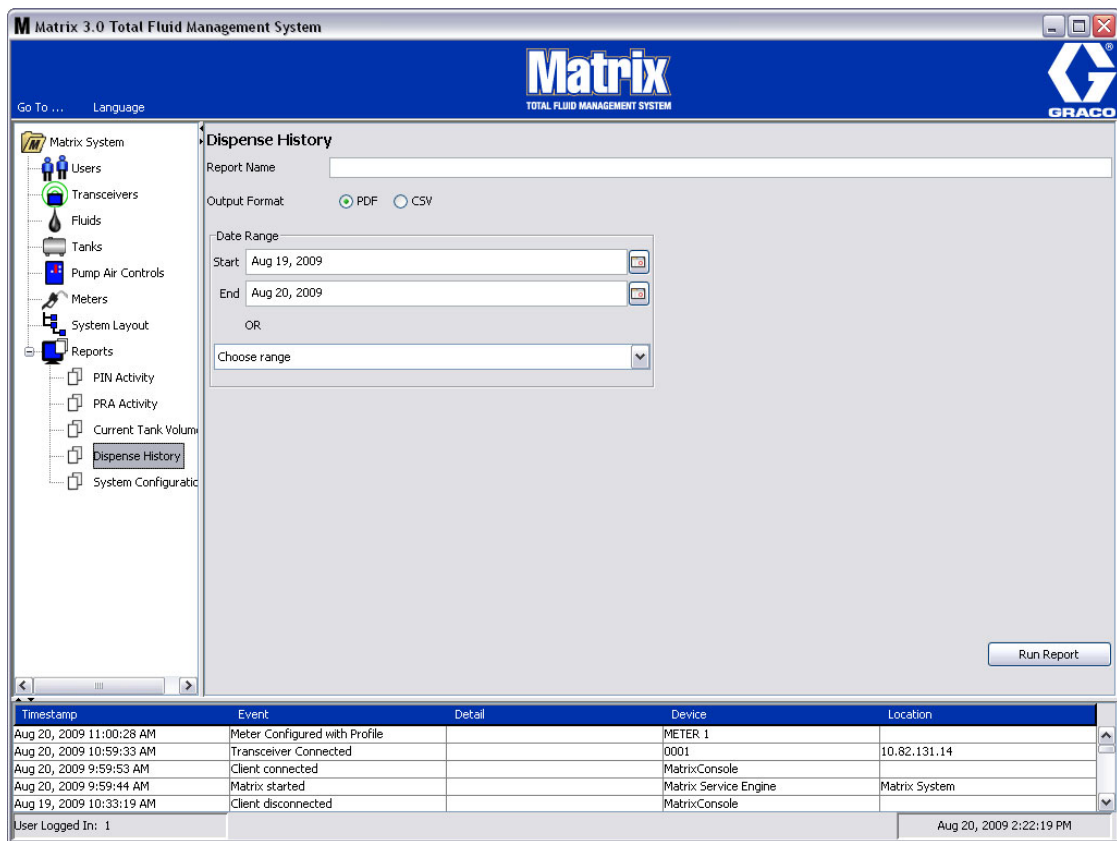 M Matrix 3.0 Total Fluid Management System
Matrix
TOTAL FLUID MANAGEMENT SYSTEM
GRACO
®
Go To ... Language
Matrix System
Users
Transceivers
Fluids
Tanks
Pump Air Controls
Meters
System Layout
Reports
PIN Activity
PRA Activity
Current Tank Volum
Dispense History
System Configuratic
Dispense History
Report Name
Output Format PDF CSV
Date Range
Start Aug 19, 2009
End Aug 20, 2009
OR
Choose range
Run Report
Timestamp Event Detail Device Location
Aug 20, 2009 11:00:28 AM Meter Configured with Profile METER 1
Aug 20, 2009 10:59:33 AM Transceiver Connected 0001 10.82.131.14
Aug 20, 2009 9:59:53 AM Client connected MatrixConsole
Aug 20, 2009 9:59:44 AM Matrix started Matrix Service Engine Matrix System
Aug 19, 2009 10:33:19 AM Client disconnected MatrixConsole
User Logged In: 1 Aug 20, 2009 2:22:19 PM